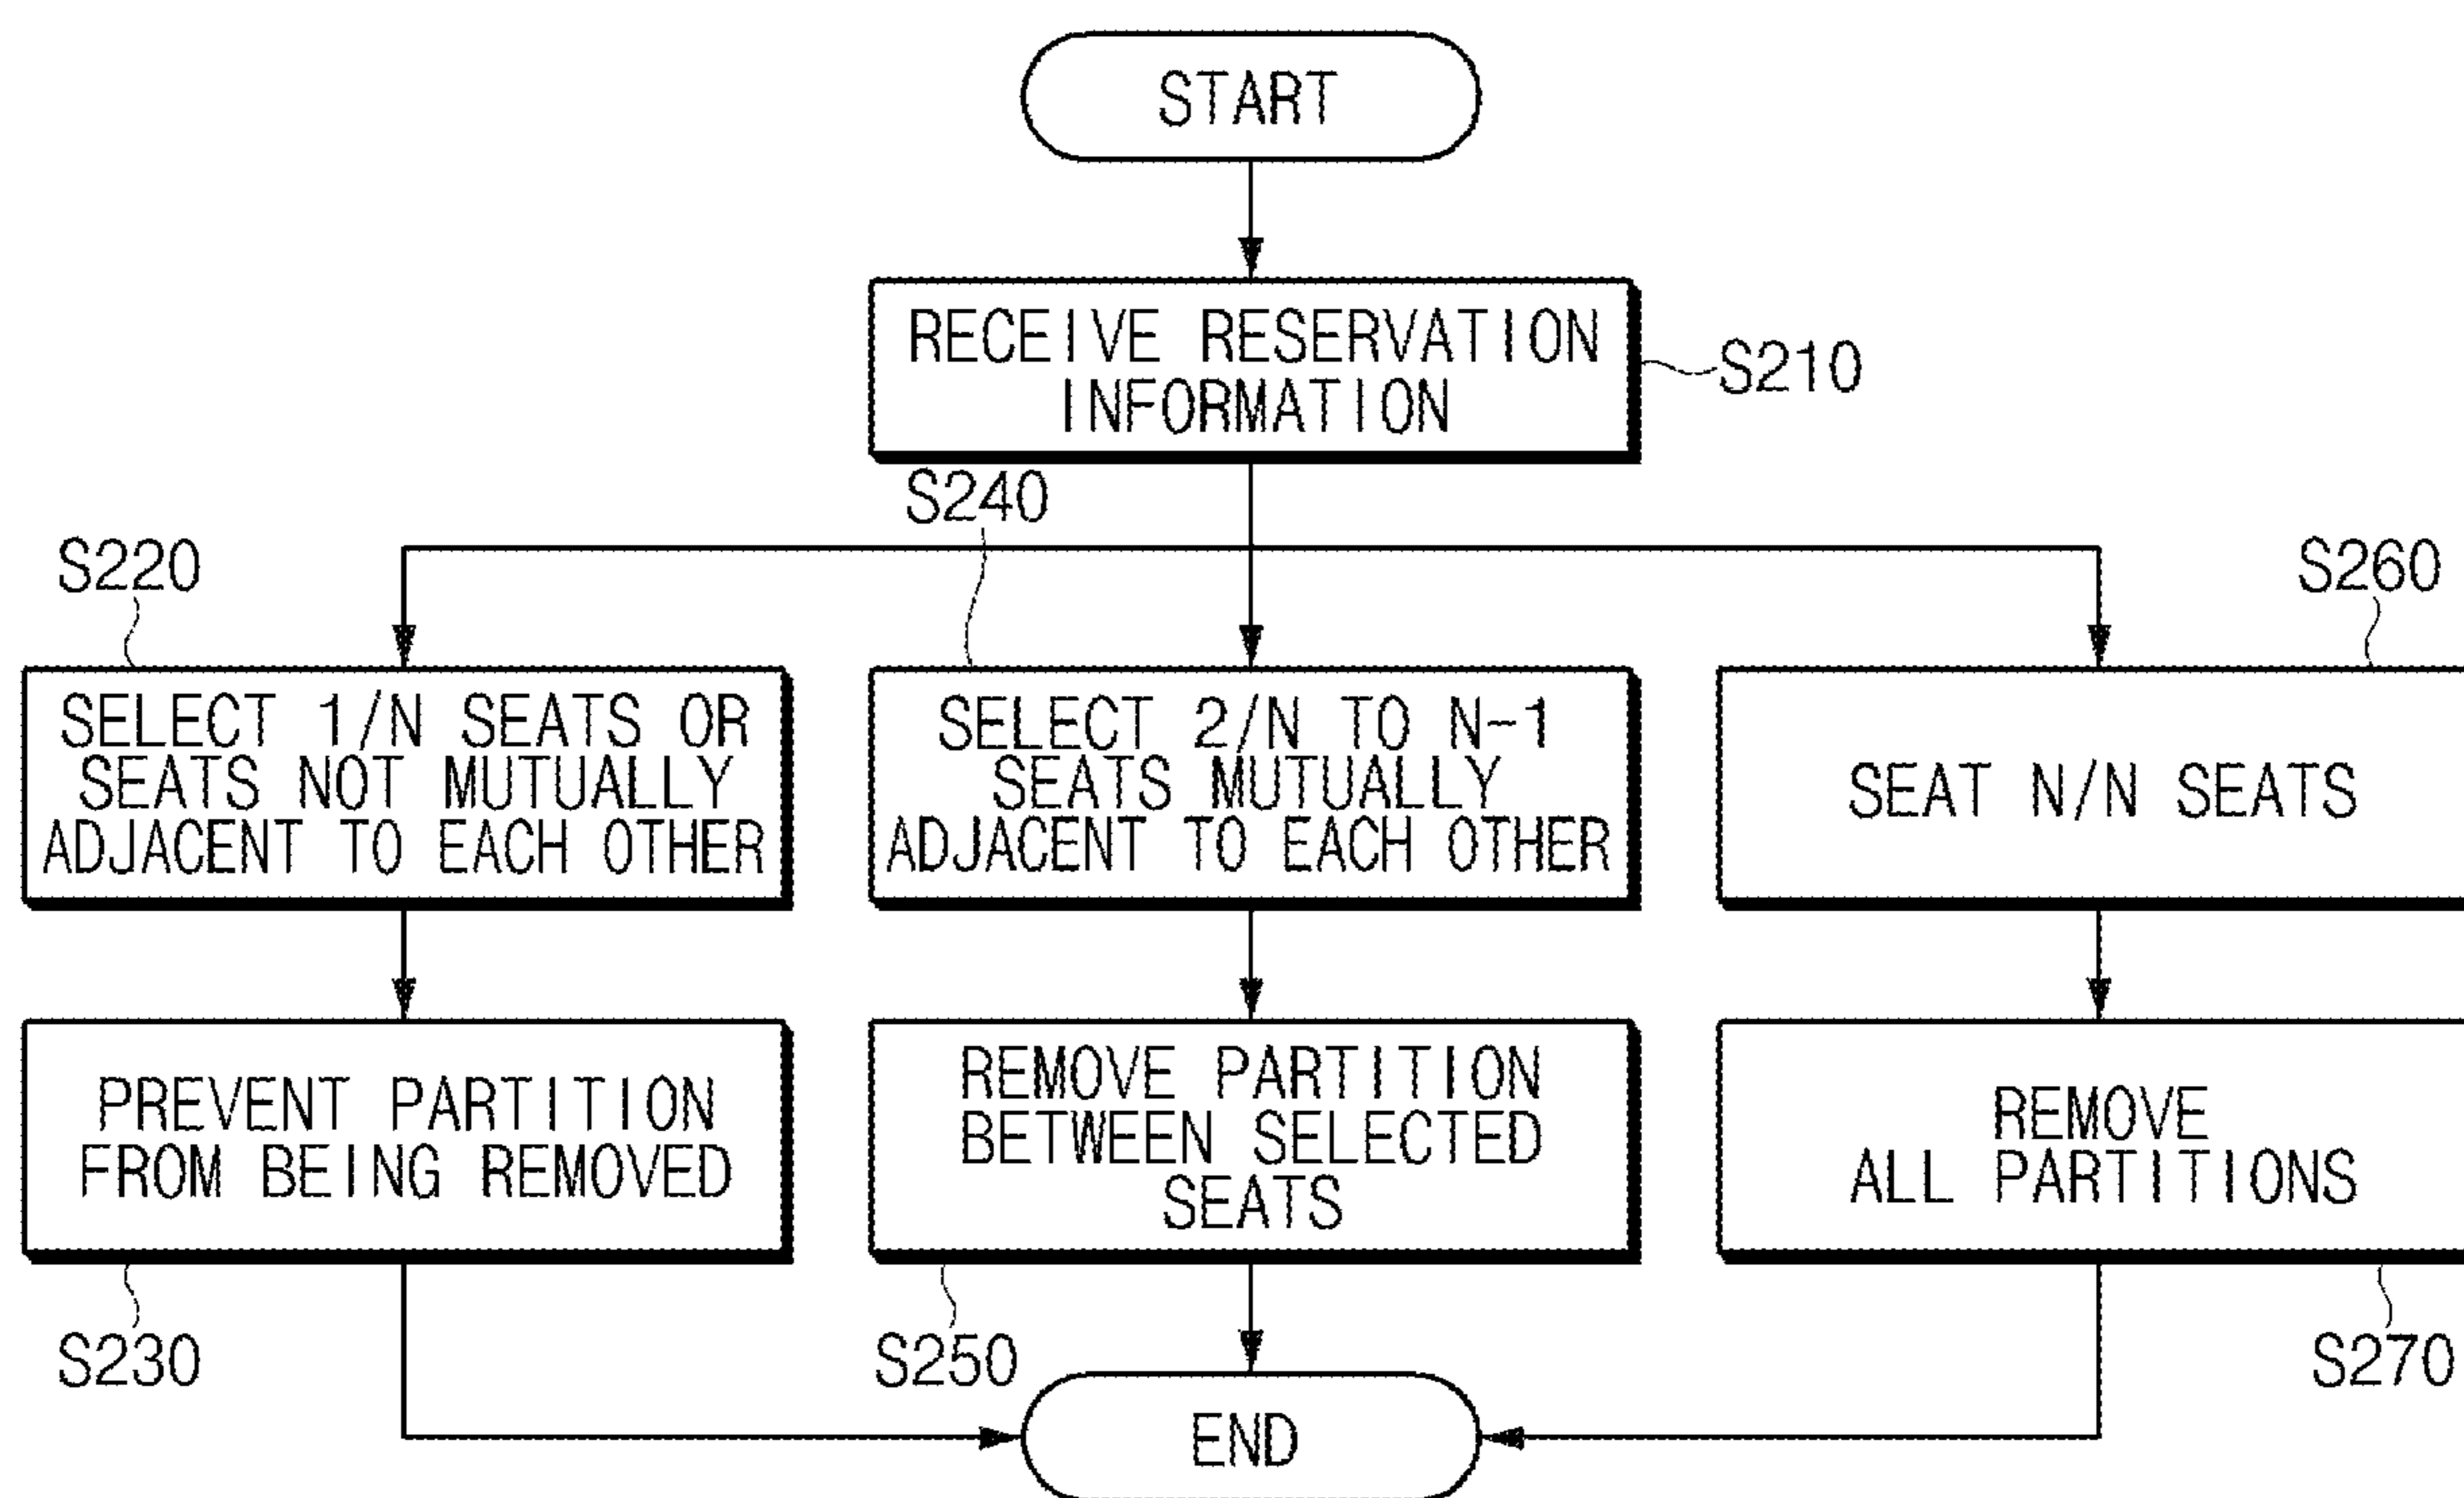 START
RECEIVE RESERVATION
INFORMATION
S210
S240
S220
S260
SELECT 1/N SEATS OR
SEATS NOT MUTUALLY
ADJACENT TO EACH OTHER
SELECT 2/N TO N-1
SEATS MUTUALLY
ADJACENT TO EACH OTHER
SEAT N/N SEATS
PREVENT PARTITION
FROM BEING REMOVED
REMOVE PARTITION
BETWEEN SELECTED
SEATS
REMOVE
ALL PARTITIONS
S230
S250
S270
END